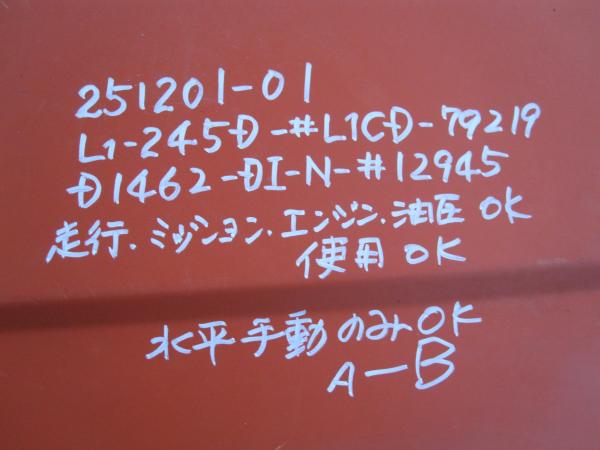 251201-01
L1-245D-#L1CD-79219
D1462-DI-N-#12945
走行.ミッション.エンジン.油圧 OK
使用 OK
水平手動のみOK
A-B